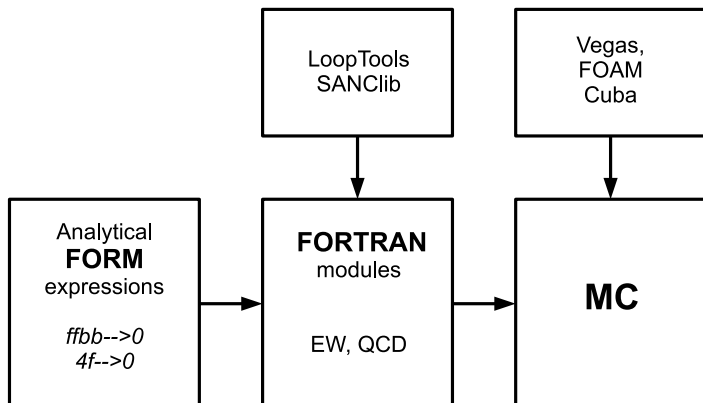 LoopTools
SANClib
Vegas,
FOAM
Cuba
Analytical
FORM
expressions
ffbb-->0
4f-->0
FORTRAN
modules
EW, QCD
MC